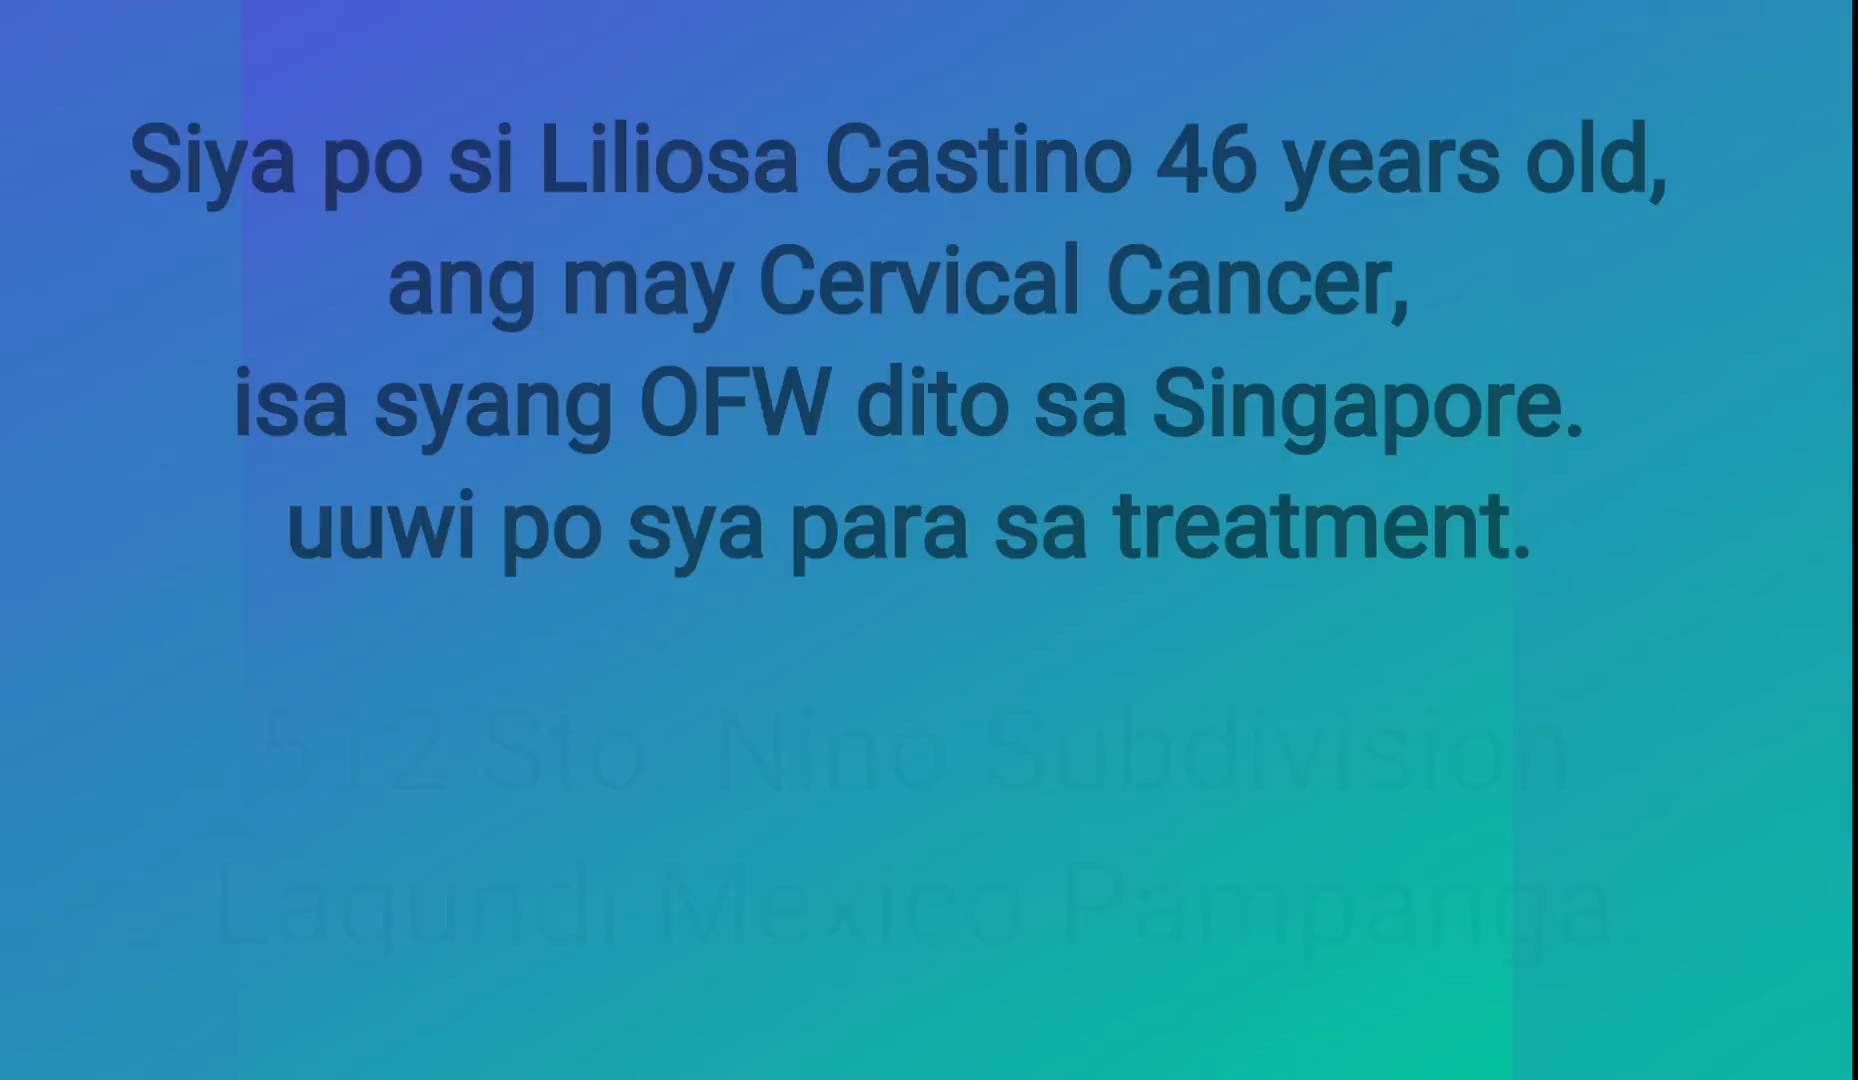 Siya po si Liliosa Castino 46 years old,
ang may Cervical Cancer,
isa syang OFW dito sa Singapore.
uuwi po sya para sa treatment.
512 Sto. Nino Subdivision
Lagundi Mexico Pampanga.